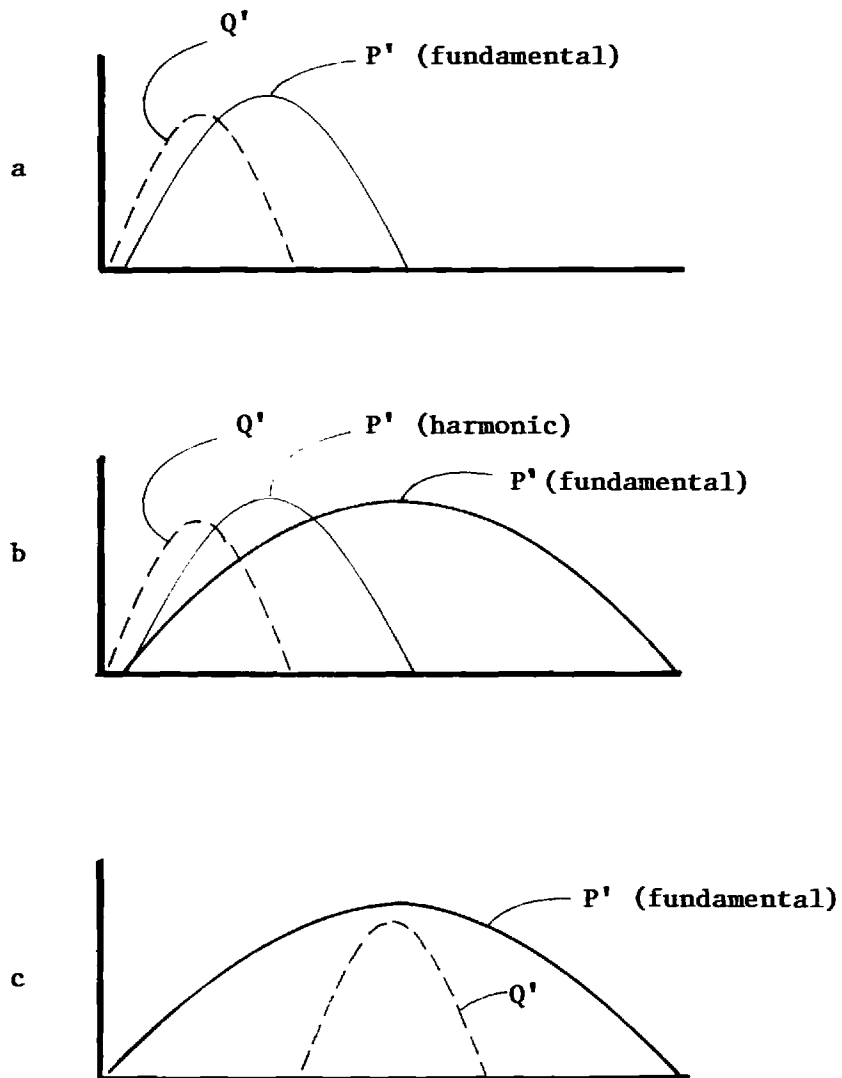 Q'
P' (fundamental)
a
Q'
P' (harmonic)
P' (fundamental)
b
P' (fundamental)
c
Q'